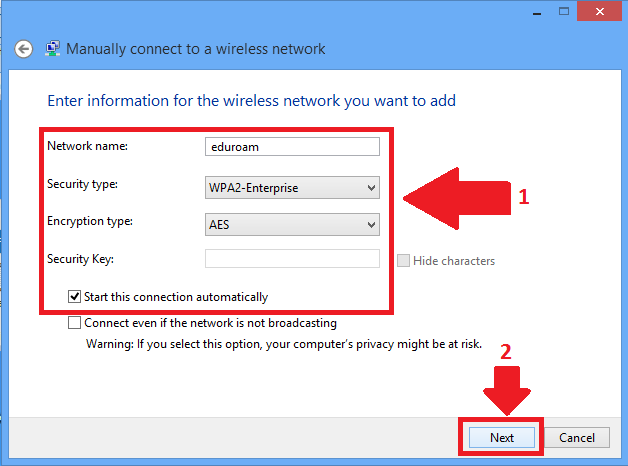 Manually connect to a wireless network
Enter information for the wireless network you want to add
Network name: eduroam
Security type: WPA2-Enterprise
1
Encryption type: AES
Security Key: Hide characters
Start this connection automatically
Connect even if the network is not broadcasting
Warning: If you select this option, your computer's privacy might be at risk.
2
Next Cancel